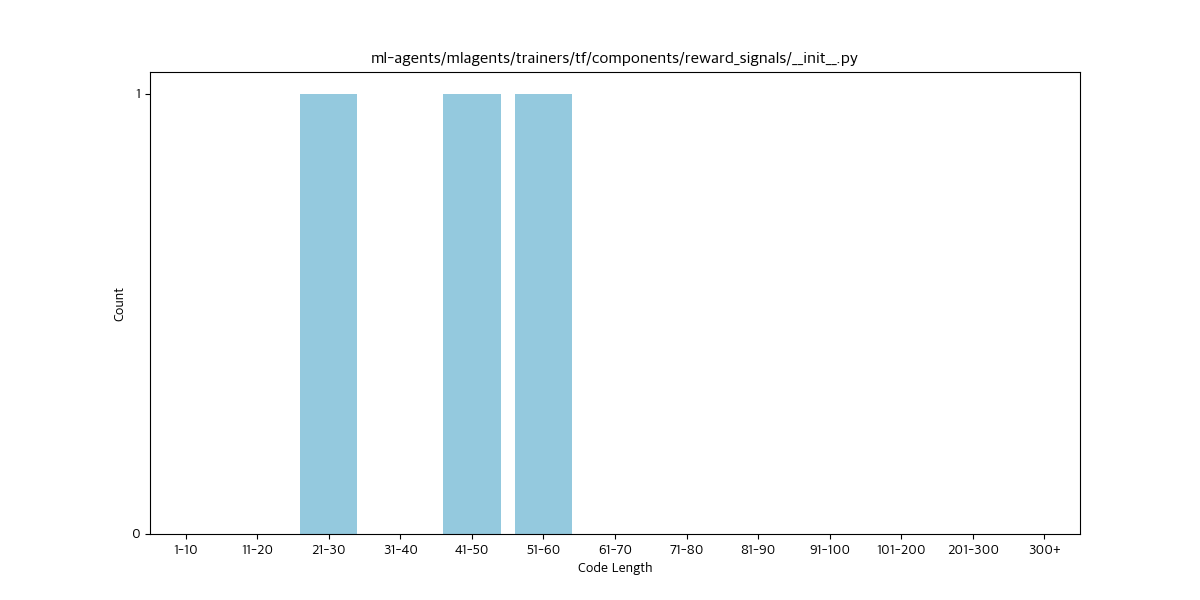 ml-agents/mlagents/trainers/tf/components/reward_signals/__init__.py
1
0
Count
1-10 11-20 21-30 31-40 41-50 51-60 61-70 71-80 81-90 91-100 101-200 201-300 300+
Code Length